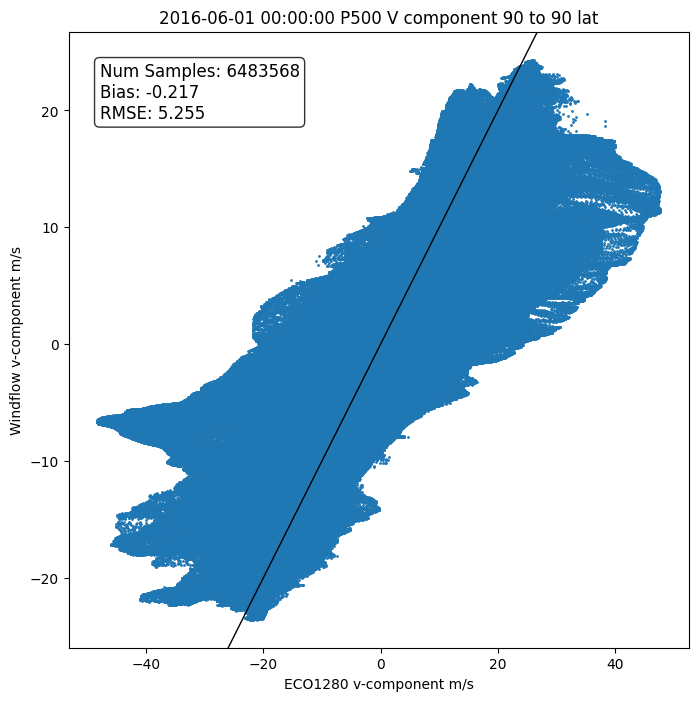 2016-06-01 00:00:00 P500 V component 90 to 90 lat
Num Samples: 6483568
Bias: -0.217
RMSE: 5.255
20
10
0
−10
−20
Windflow v-component m/s
−40
−20
0
20
40
ECO1280 v-component m/s